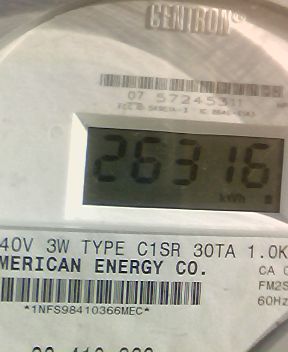 CENTRON®
07 57245311
26316
kWh
40V 3W TYPE C1SR 30TA 1.0K
MERICAN ENERGY CO.
CA 0
FM2S
60Hz
*1NFS98410366MEC*